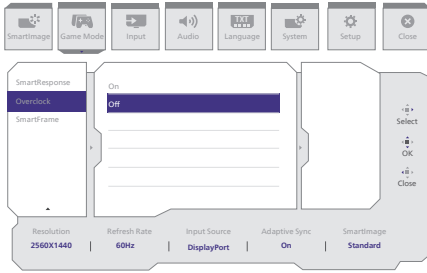 SmartImage
Game Mode
Input
Audio
TXT
Language
System
Setup
Close
SmartResponse
Overclock
SmartFrame
On
Off
Select
OK
Close
Resolution
Refresh Rate
Input Source
Adaptive Sync
SmartImage
2560X1440
60Hz
DisplayPort
On
Standard